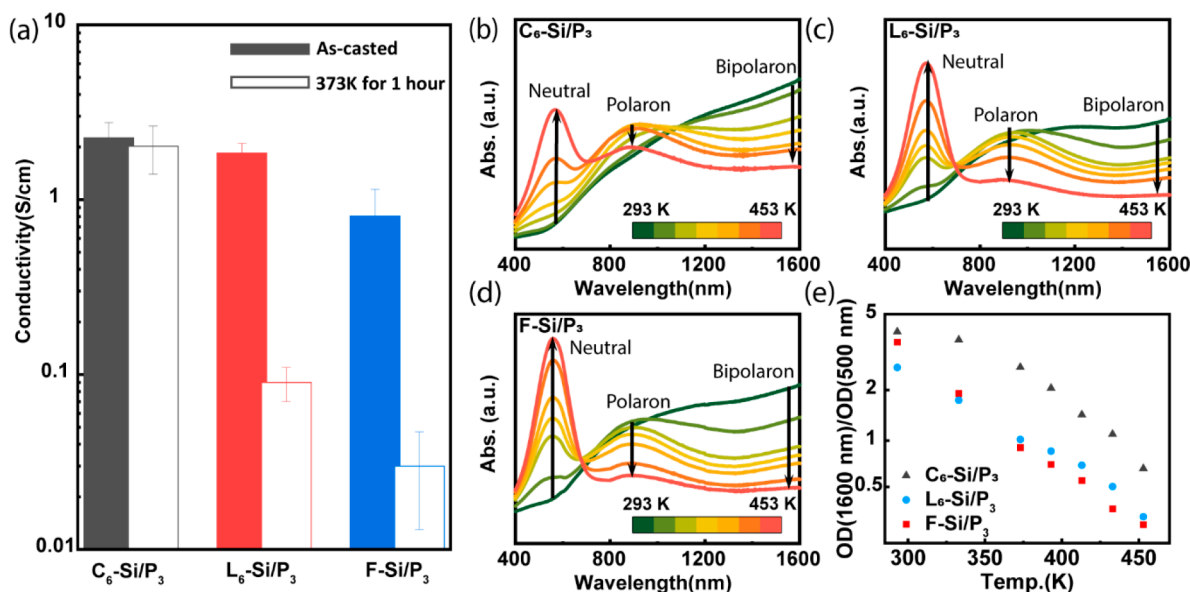 (a)
10
1
0.1
0.01
Conductivity(S/cm)
As-casted
373K for 1 hour
C₆-Si/P₃
L₆-Si/P₃
F-Si/P₃
(b)
C₆-Si/P₃
Neutral
Polaron
Bipolaron
293 K
453 K
Abs. (a.u.)
400
800
1200
1600
Wavelength(nm)
(c)
L₆-Si/P₃
Neutral
Polaron
Bipolaron
293 K
453 K
Abs.(a.u.)
400
800
1200
1600
Wavelength(nm)
(d)
F-Si/P₃
Neutral
Polaron
Bipolaron
293 K
453 K
Abs. (a.u.)
400
800
1200
1600
Wavelength(nm)
(e)
5
2
1
0.5
OD(1600 nm)/OD(500 nm)
C₆-Si/P₃
L₆-Si/P₃
F-Si/P₃
300
350
400
450
Temp.(K)